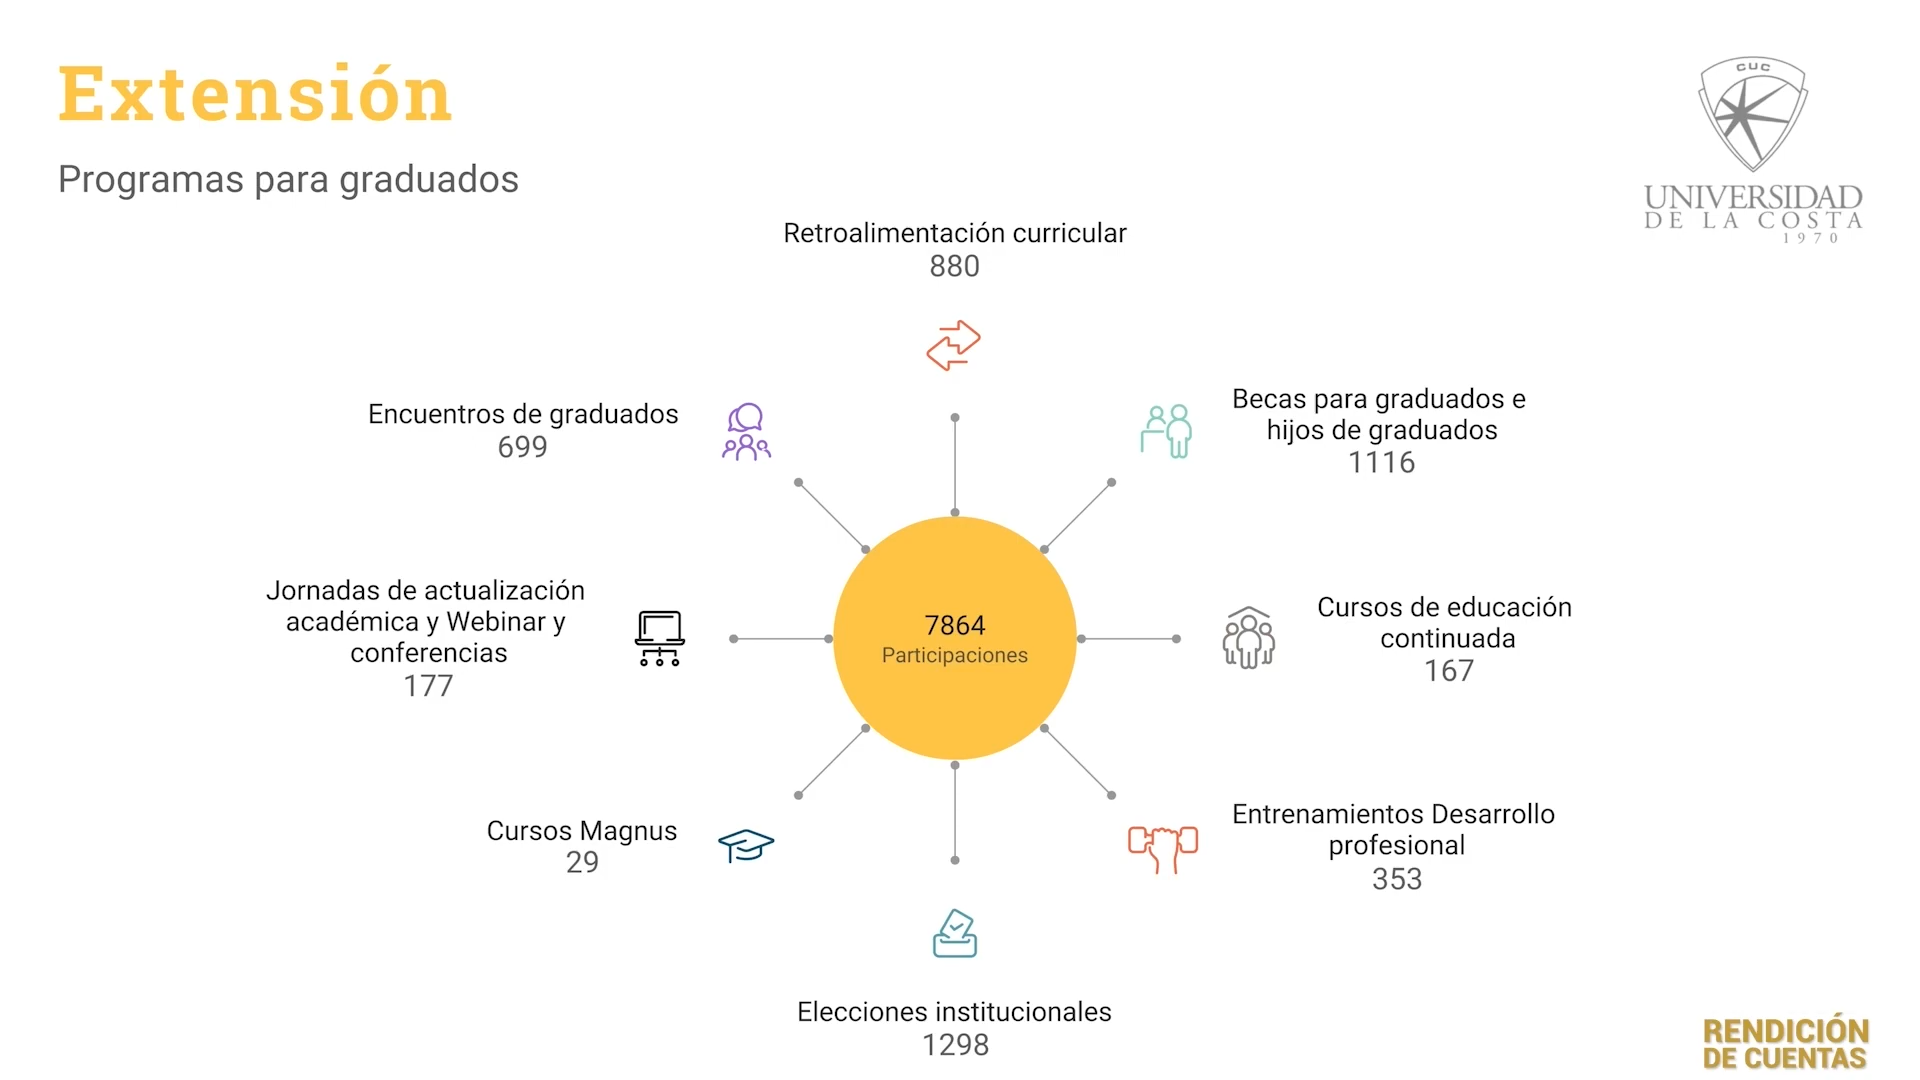 Extensión
Programas para graduados
CUC
UNIVERSIDAD
DE LA COSTA
1970
Retroalimentación curricular
880
Encuentros de graduados
699
Becas para graduados e
hijos de graduados
1116
Jornadas de actualización
académica y Webinar y
conferencias
177
7864
Participaciones
Cursos de educación
continuada
167
Cursos Magnus
29
Entrenamientos Desarrollo
profesional
353
Elecciones institucionales
1298
RENDICIÓN
DE CUENTAS